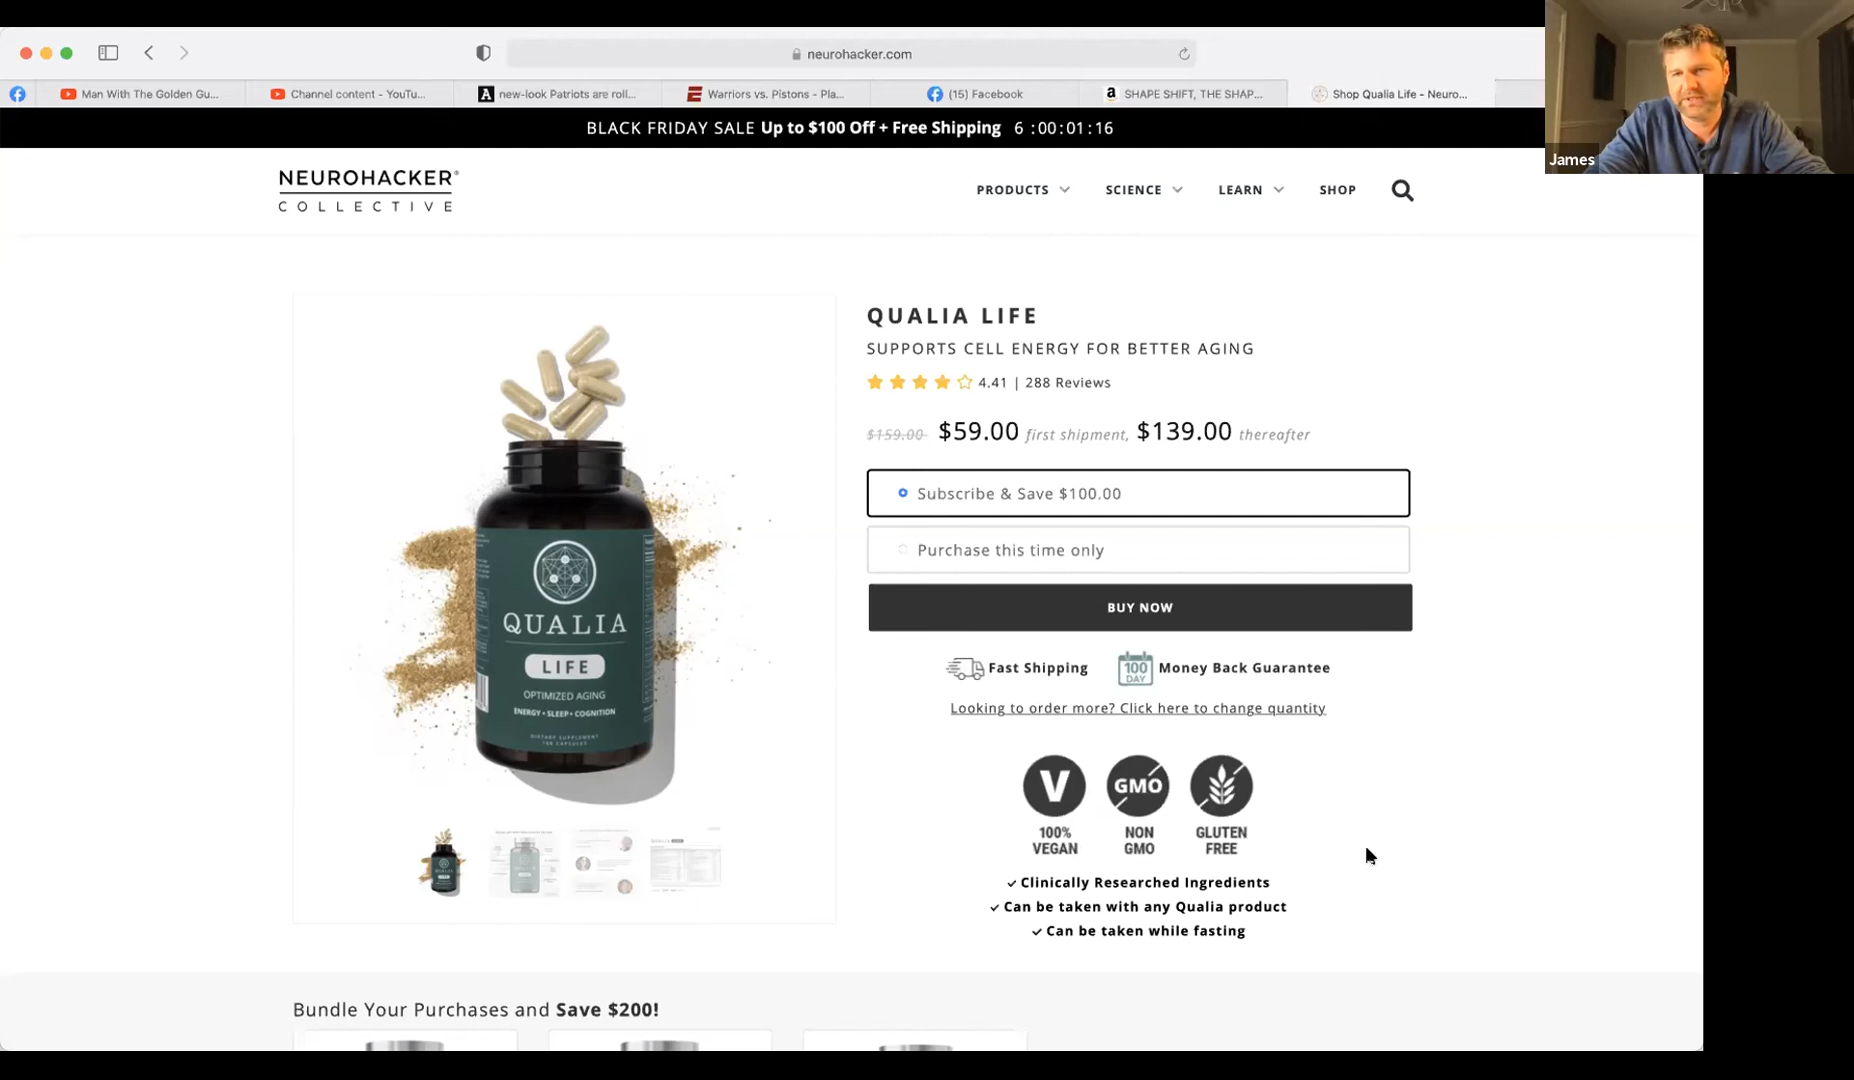 neurohacker.com
Man With The Golden Gu...
Channel content - YouTu...
new-look Patriots are roll...
Warriors vs. Pistons - Pla...
(15) Facebook
SHAPE SHIFT, THE SHAP...
Shop Qualia Life - Neuro...
BLACK FRIDAY SALE Up to $100 Off + Free Shipping 6 :00:01:16
James
NEUROHACKER®
COLLECTIVE
PRODUCTS
SCIENCE
LEARN
SHOP
QUALIA LIFE
SUPPORTS CELL ENERGY FOR BETTER AGING
4.41 | 288 Reviews
$159.00 $59.00 first shipment, $139.00 thereafter
Subscribe & Save $100.00
Purchase this time only
BUY NOW
Fast Shipping
100 DAY
Money Back Guarantee
Looking to order more? Click here to change quantity
V
GMO
100%
VEGAN
NON
GMO
GLUTEN
FREE
✓ Clinically Researched Ingredients
✓ Can be taken with any Qualia product
✓ Can be taken while fasting
QUALIA
LIFE
OPTIMIZED AGING
ENERGY • SLEEP • COGNITION
DIETARY SUPPLEMENT
Bundle Your Purchases and Save $200!